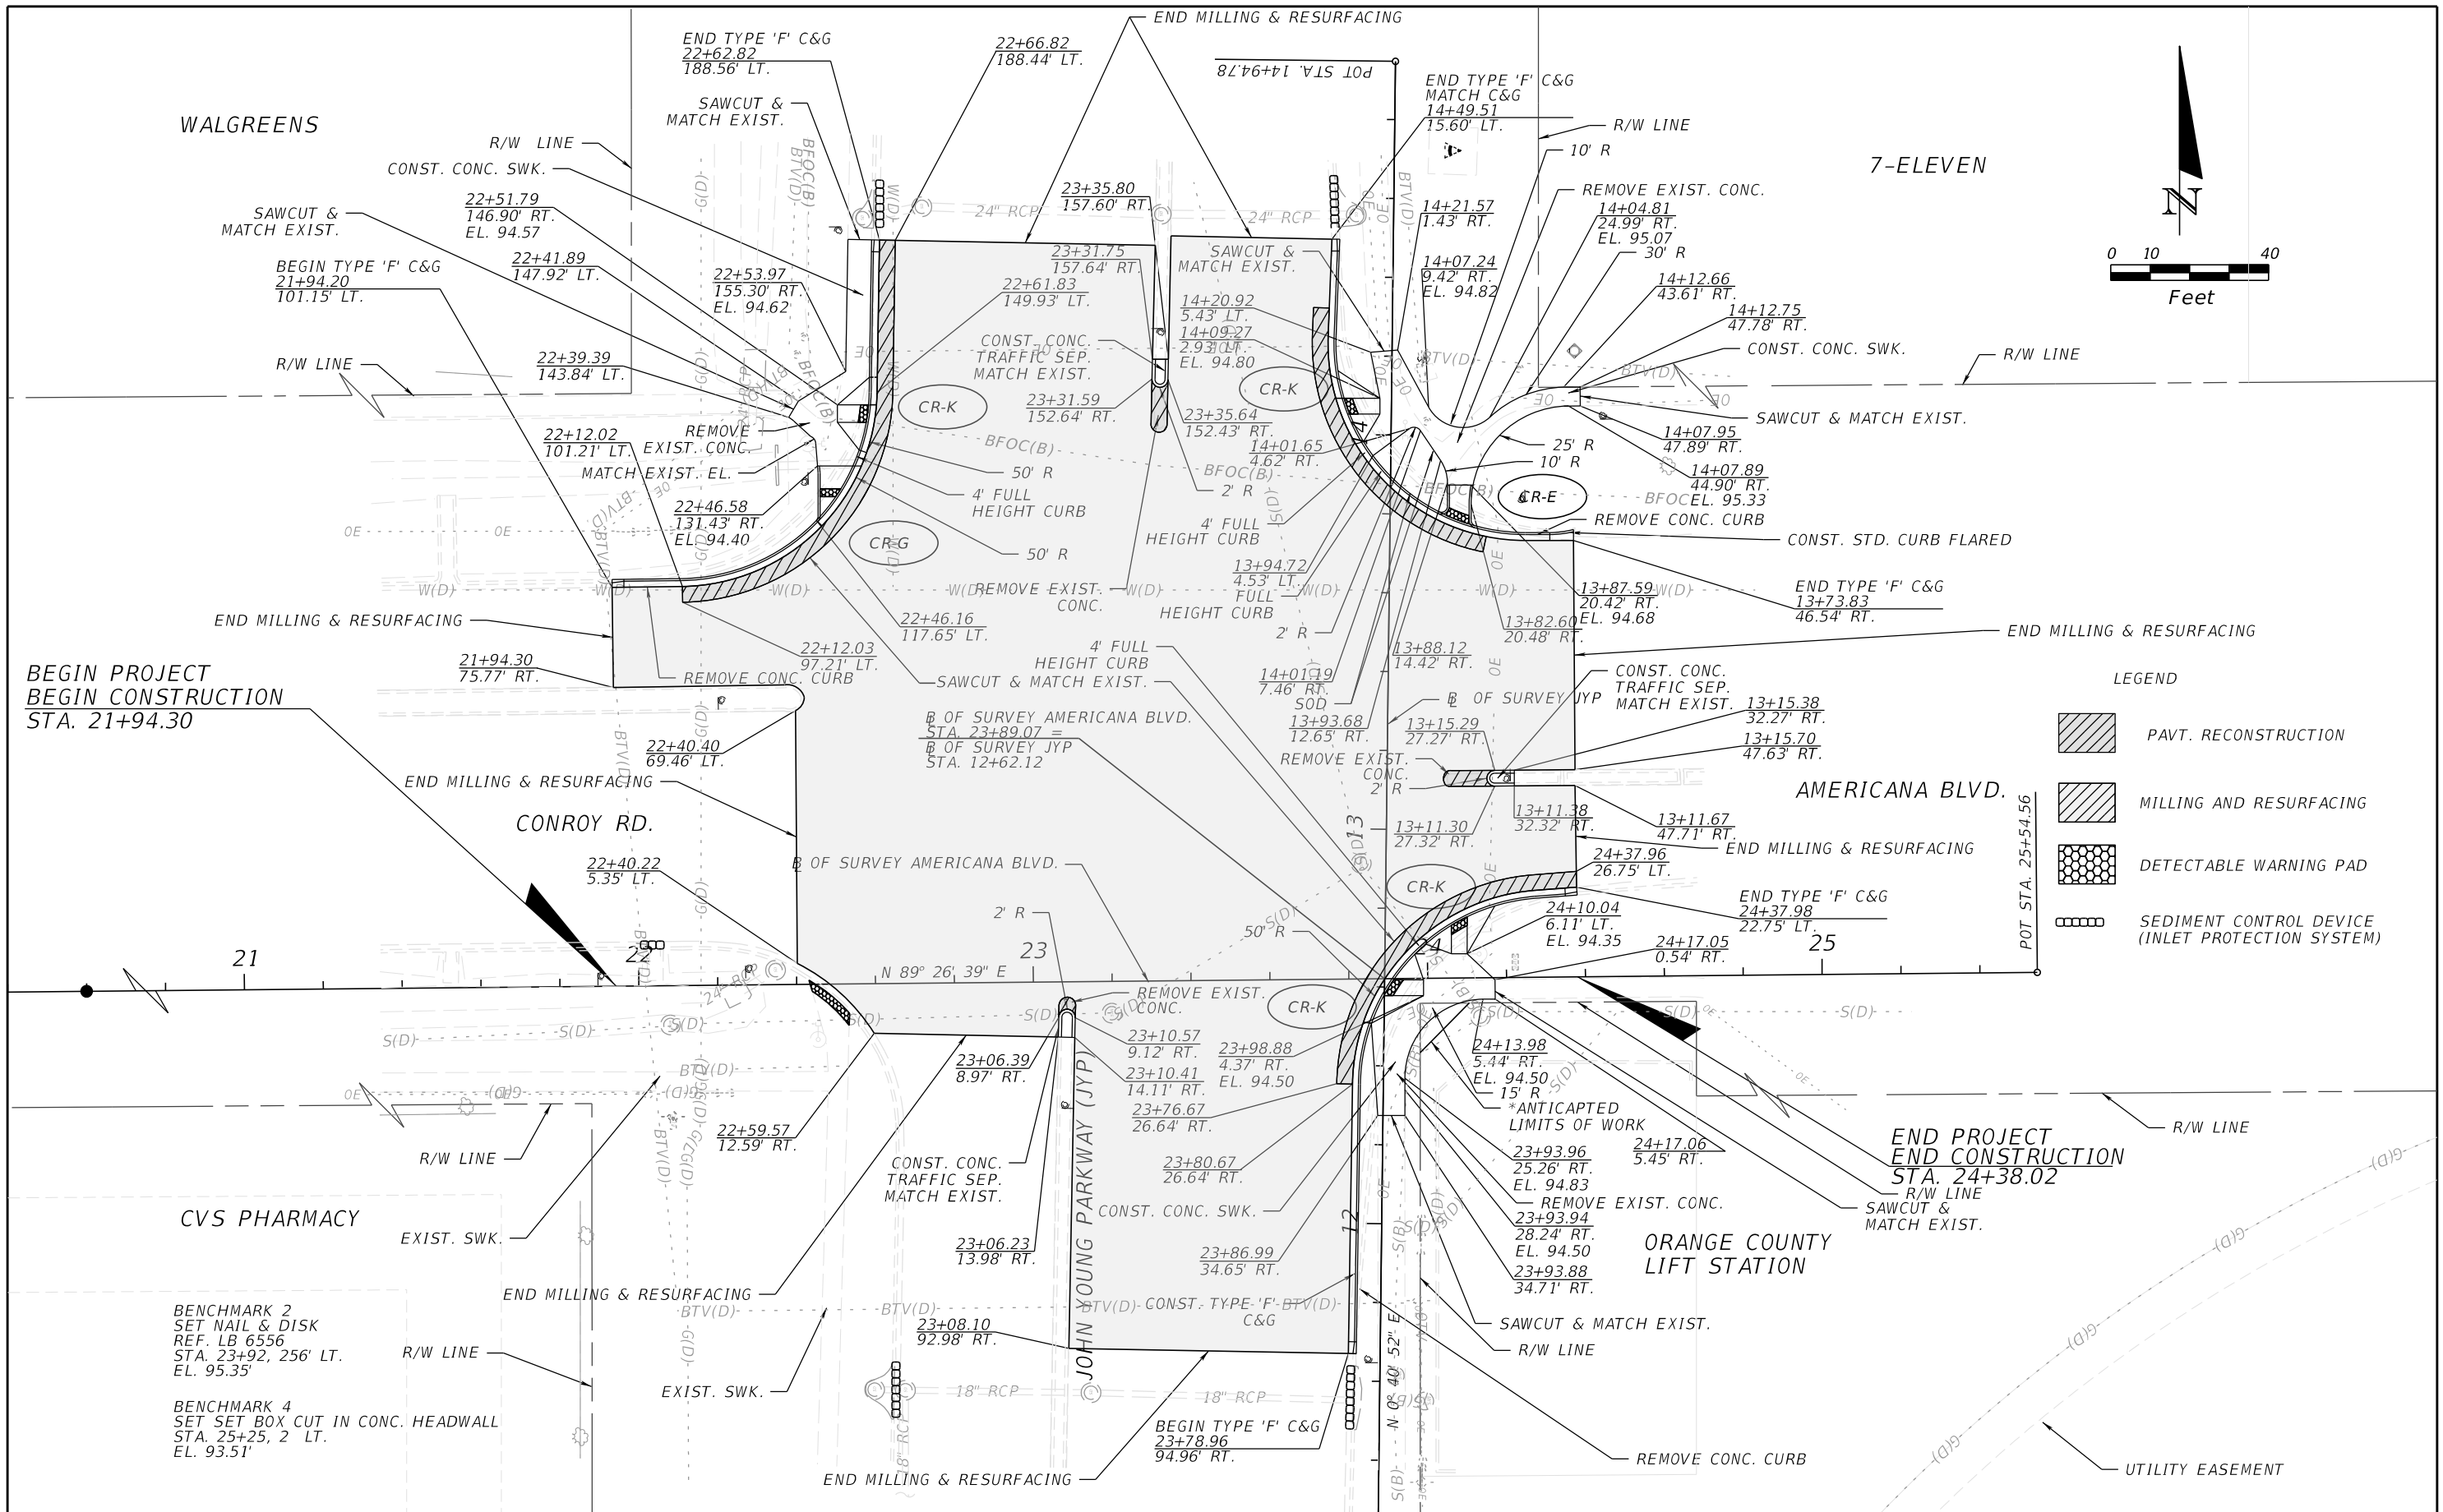 END MILLING & RESURFACING
END TYPE 'F' C&G
22+62.82
188.56' LT.
22+66.82
188.44' LT.
POT STA. 14+94.78
END TYPE 'F' C&G
MATCH C&G
14+49.51
15.60' LT.
SAWCUT &
MATCH EXIST.
WALGREENS
R/W LINE
R/W LINE
7-ELEVEN
N
0 10 40
Feet
10' R
CONST. CONC. SWK.
REMOVE EXIST. CONC.
22+51.79
146.90' RT.
EL. 94.57
23+35.80
157.60' RT.
14+21.57
1.43' RT.
14+04.81
24.99' RT.
EL. 95.07
SAWCUT &
MATCH EXIST.
24" RCP
24" RCP
BTV(D)
BFOC(B)
W(D)
G(D)
BTV(D)
OE
30' R
BEGIN TYPE 'F' C&G
21+94.20
101.15' LT.
22+41.89
147.92' LT.
22+53.97
155.30' RT.
EL. 94.62
23+31.75
157.64' RT.
SAWCUT &
MATCH EXIST.
14+07.24
9.42' RT.
EL. 94.82
14+12.66
43.61' RT.
22+61.83
149.93' LT.
14+20.92
5.43' LT.
14+12.75
47.78' RT.
CONST. CONC.
TRAFFIC SEP.
MATCH EXIST.
14+09.27
2.93' LT.
EL. 94.80
CONST. CONC. SWK.
R/W LINE
R/W LINE
22+39.39
143.84' LT.
CR-K
CR-K
23+31.59
152.64' RT.
23+35.64
152.43' RT.
SAWCUT & MATCH EXIST.
REMOVE
EXIST. CONC.
22+12.02
101.21' LT.
MATCH EXIST. EL.
BFOC(B)
BFOC(B)
BFOC(B)
14+01.65
4.62' RT.
25' R
10' R
14+07.95
47.89' RT.
14+07.89
44.90' RT.
EL. 95.33
50' R
2' R
4' FULL
HEIGHT CURB
CR-E
REMOVE CONC. CURB
22+46.58
131.43' RT.
EL. 94.40
CR-G
50' R
4' FULL
HEIGHT CURB
CONST. STD. CURB FLARED
13+94.72
4.53' LT.
FULL
HEIGHT CURB
REMOVE EXIST.
CONC.
13+87.59
20.42' RT.
EL. 94.68
END TYPE 'F' C&G
13+73.83
46.54' RT.
W(D) W(D) W(D) W(D) W(D) W(D) W(D) W(D)
END MILLING & RESURFACING
22+46.16
117.65' LT.
2' R
13+82.60
20.48' RT.
END MILLING & RESURFACING
22+12.03
97.21' LT.
4' FULL
HEIGHT CURB
13+88.12
14.42' RT.
21+94.30
75.77' RT.
REMOVE CONC. CURB
SAWCUT & MATCH EXIST.
14+01.19
7.46' RT.
SOD
CONST. CONC.
TRAFFIC SEP.
MATCH EXIST.
LEGEND
BEGIN PROJECT
BEGIN CONSTRUCTION
STA. 21+94.30
BL OF SURVEY AMERICANA BLVD.
STA. 23+89.07 =
BL OF SURVEY JYP
STA. 12+62.12
BL OF SURVEY JYP
13+93.68
12.65' RT.
13+15.29
27.27' RT.
13+15.38
32.27' RT.
13+15.70
47.63' RT.
PAVT. RECONSTRUCTION
22+40.40
69.46' LT.
REMOVE EXIST.
CONC.
2' R
END MILLING & RESURFACING
AMERICANA BLVD.
MILLING AND RESURFACING
CONROY RD.
13
13+11.30
27.32' RT.
13+11.38
32.32' RT.
13+11.67
47.71' RT.
END MILLING & RESURFACING
POT STA. 25+54.56
22+40.22
5.35' LT.
BL OF SURVEY AMERICANA BLVD.
24+37.96
26.75' LT.
DETECTABLE WARNING PAD
CR-K
END TYPE 'F' C&G
24+37.98
22.75' LT.
2' R
50' R
24+10.04
6.11' LT.
EL. 94.35
SEDIMENT CONTROL DEVICE
(INLET PROTECTION SYSTEM)
21
22
23
24
25
24+17.05
0.54' RT.
N 89° 26' 39" E
24" RCP
REMOVE EXIST.
CONC.
CR-K
S(D) S(D) S(D) S(D) S(D) S(D) S(D) S(D) S(D)
23+10.57
9.12' RT.
23+98.88
4.37' RT.
EL. 94.50
24+13.98
5.44' RT.
EL. 94.50
23+06.39
8.97' RT.
23+10.41
14.11' RT.
15' R
*ANTICAPTED
LIMITS OF WORK
23+76.67
26.64' RT.
22+59.57
12.59' RT.
24+17.06
5.45' RT.
END PROJECT
END CONSTRUCTION
STA. 24+38.02
R/W LINE
R/W LINE
CONST. CONC.
TRAFFIC SEP.
MATCH EXIST.
23+80.67
26.64' RT.
23+93.96
25.26' RT.
EL. 94.83
R/W LINE
REMOVE EXIST. CONC.
SAWCUT &
MATCH EXIST.
CVS PHARMACY
EXIST. SWK.
23+06.23
13.98' RT.
JOHN YOUNG PARKWAY (JYP)
CONST. CONC. SWK.
12
23+93.94
28.24' RT.
EL. 94.50
23+86.99
34.65' RT.
23+93.88
34.71' RT.
ORANGE COUNTY
LIFT STATION
END MILLING & RESURFACING
BTV(D) BTV(D) BTV(D) BTV(D)
CONST. TYPE 'F'
C&G
BENCHMARK 2
SET NAIL & DISK
REF. LB 6556
STA. 23+92, 256' LT.
EL. 95.35'
23+08.10
92.98' RT.
SAWCUT & MATCH EXIST.
R/W LINE
R/W LINE
N 0° 40' 52" E
EXIST. SWK.
18" RCP
18" RCP
18" RCP
BENCHMARK 4
SET SET BOX CUT IN CONC. HEADWALL
STA. 25+25, 2 LT.
EL. 93.51'
BEGIN TYPE 'F' C&G
23+78.96
94.96' RT.
REMOVE CONC. CURB
END MILLING & RESURFACING
UTILITY EASEMENT
G(D) G(D) G(D) G(D) G(D)